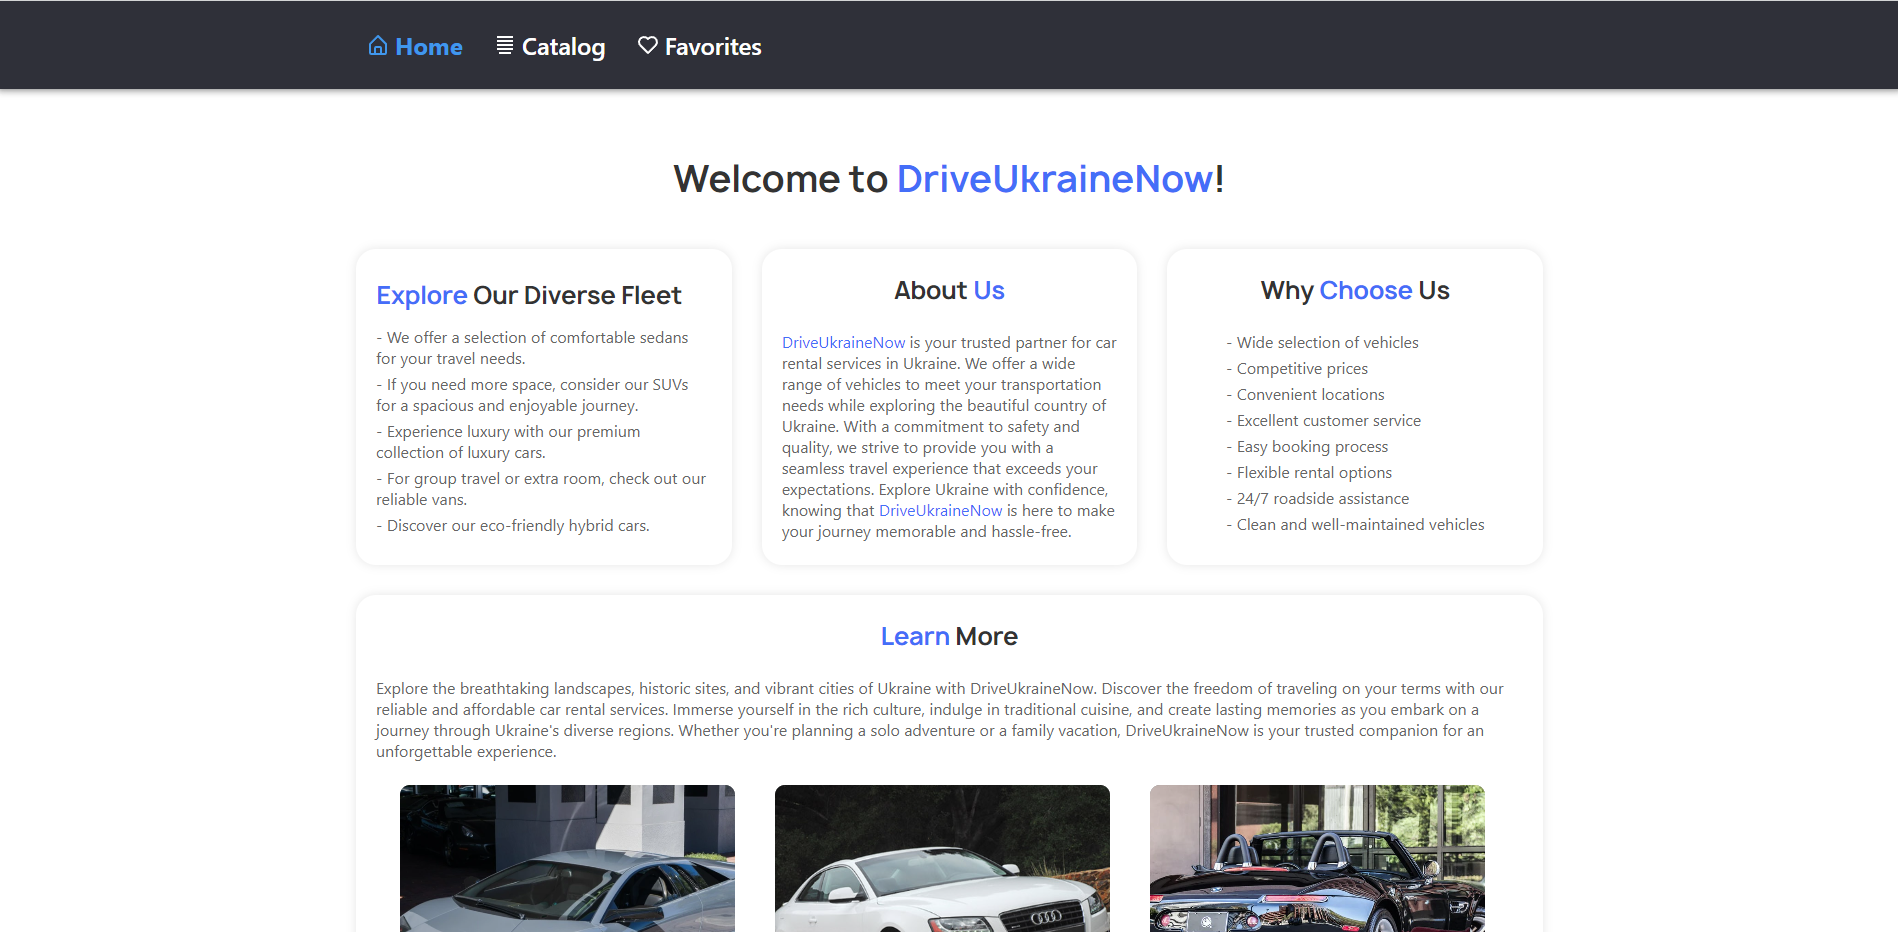 Home Catalog Favorites
Welcome to DriveUkraineNow!
Explore Our Diverse Fleet
- We offer a selection of comfortable sedans
for your travel needs.
- If you need more space, consider our SUVs
for a spacious and enjoyable journey.
- Experience luxury with our premium
collection of luxury cars.
- For group travel or extra room, check out our
reliable vans.
- Discover our eco-friendly hybrid cars.
About Us
DriveUkraineNow is your trusted partner for car
rental services in Ukraine. We offer a wide
range of vehicles to meet your transportation
needs while exploring the beautiful country of
Ukraine. With a commitment to safety and
quality, we strive to provide you with a
seamless travel experience that exceeds your
expectations. Explore Ukraine with confidence,
knowing that DriveUkraineNow is here to make
your journey memorable and hassle-free.
Why Choose Us
- Wide selection of vehicles
- Competitive prices
- Convenient locations
- Excellent customer service
- Easy booking process
- Flexible rental options
- 24/7 roadside assistance
- Clean and well-maintained vehicles
Learn More
Explore the breathtaking landscapes, historic sites, and vibrant cities of Ukraine with DriveUkraineNow. Discover the freedom of traveling on your terms with our
reliable and affordable car rental services. Immerse yourself in the rich culture, indulge in traditional cuisine, and create lasting memories as you embark on a
journey through Ukraine's diverse regions. Whether you're planning a solo adventure or a family vacation, DriveUkraineNow is your trusted companion for an
unforgettable experience.